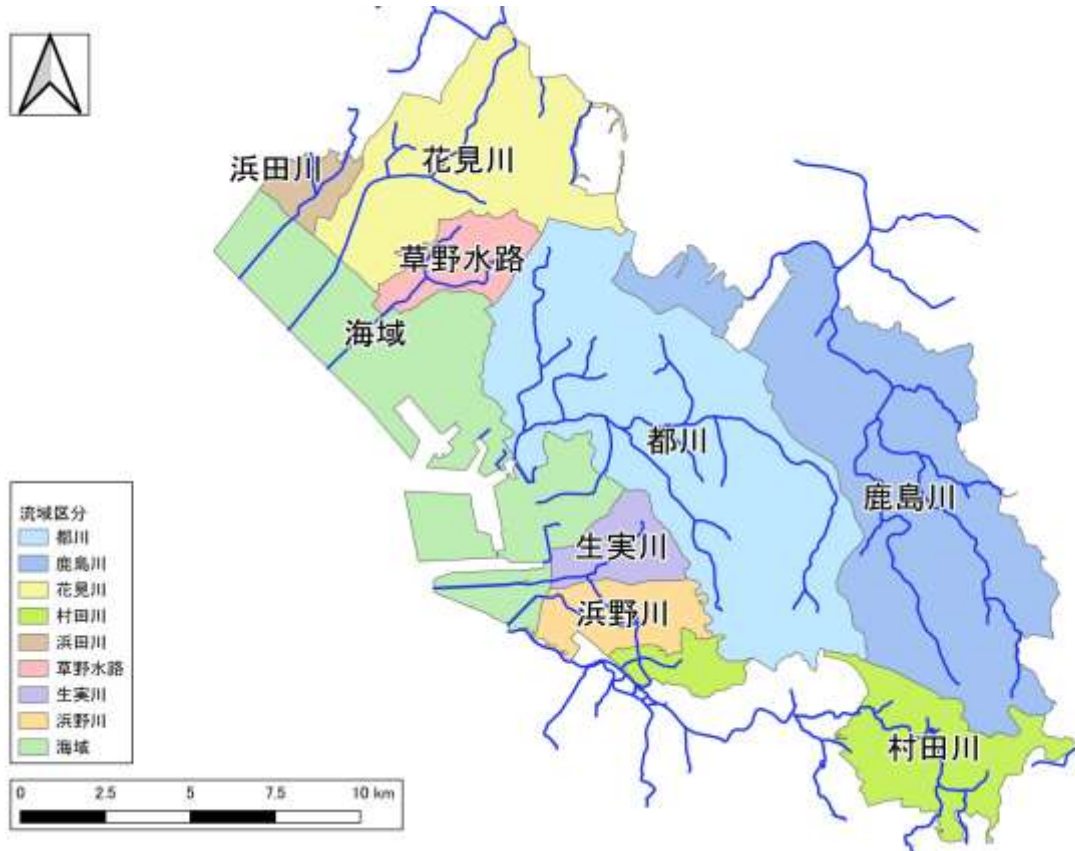 浜田川
花見川
草野水路
海域
都川
鹿島川
生実川
浜野川
村田川
流域区分
都川
鹿島川
花見川
村田川
浜田川
草野水路
生実川
浜野川
海域
0 2.5 5 7.5 10 km